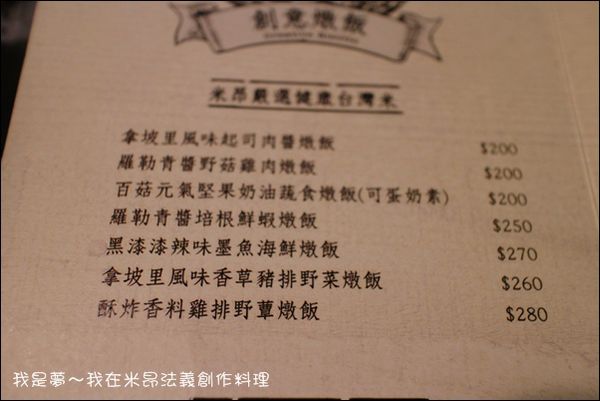 創意燉飯
米昂嚴選健康台灣米
拿坡里風味起司肉醬燉飯 $200
羅勒青醬野菇雞肉燉飯 $200
百菇元氣堅果奶油蔬食燉飯(可蛋奶素) $200
羅勒青醬培根鮮蝦燉飯 $250
黑漆漆辣味墨魚海鮮燉飯 $270
拿坡里風味香草豬排野菜燉飯 $260
酥炸香料雞排野蕈燉飯 $280
我是夢～我在米昂法義創作料理